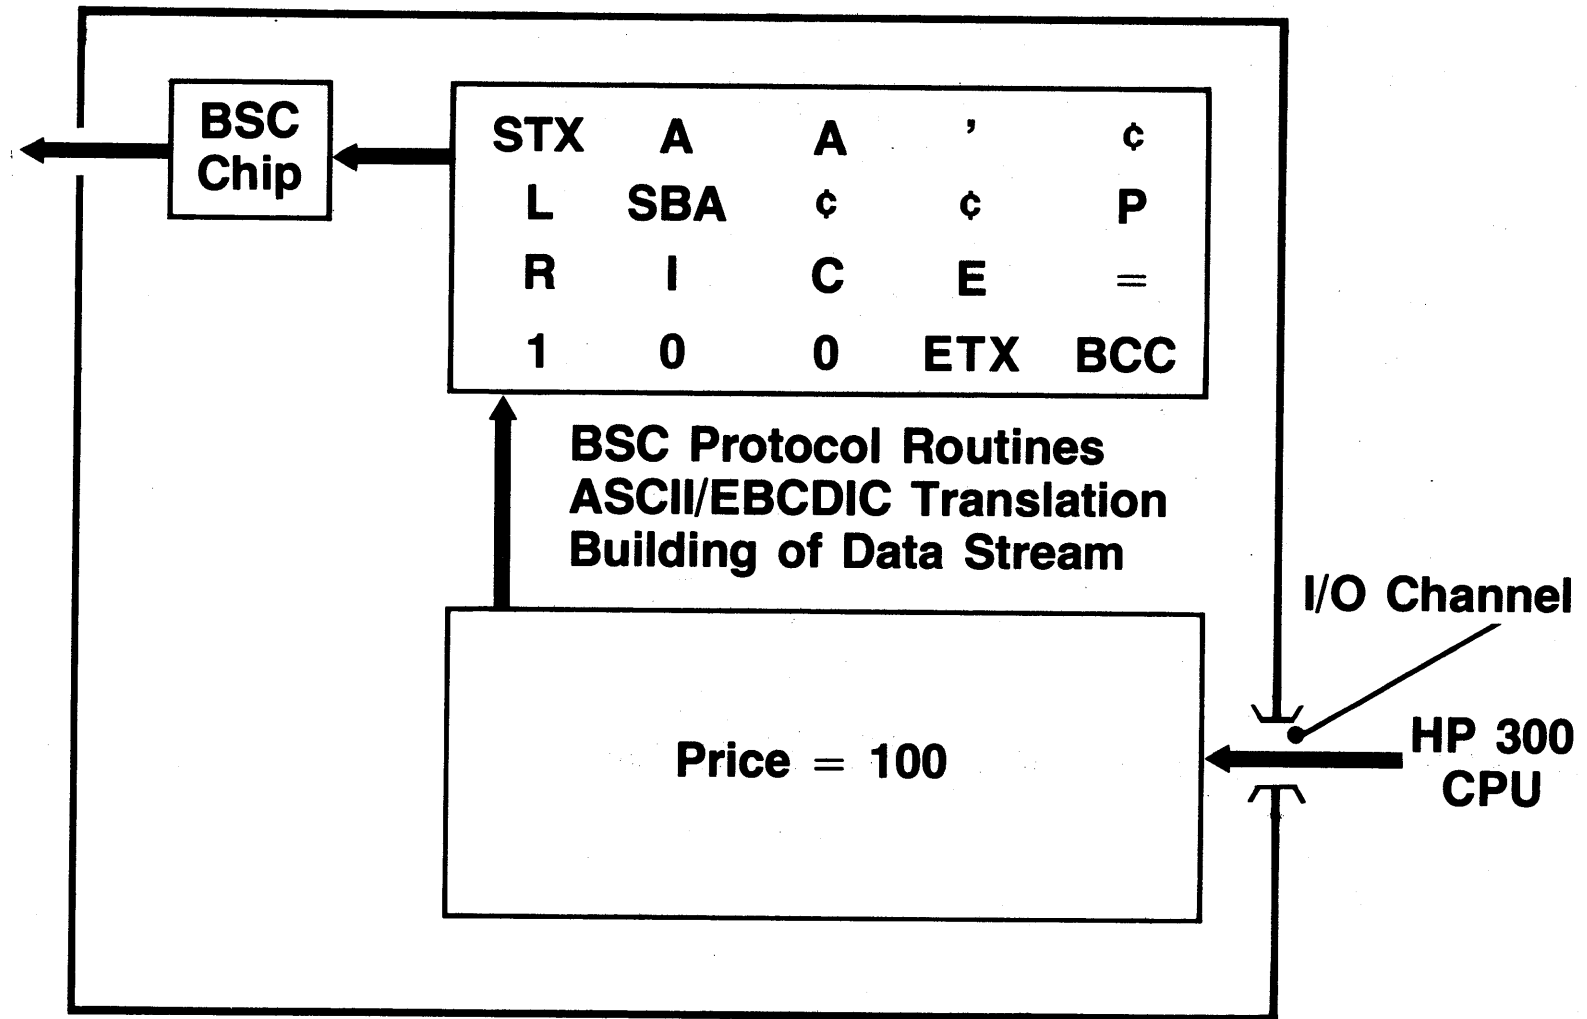 BSC
Chip
STX A A ' ¢
L SBA ¢ ¢ P
R I C E =
1 0 0 ETX BCC
BSC Protocol Routines
ASCII/EBCDIC Translation
Building of Data Stream
I/O Channel
Price = 100
HP 300
CPU